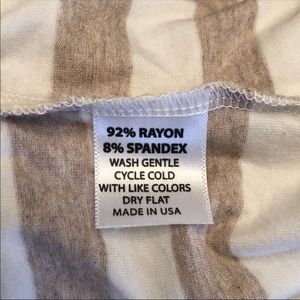 92% RAYON
8% SPANDEX
WASH GENTLE
CYCLE COLD
WITH LIKE COLORS
DRY FLAT
MADE IN USA